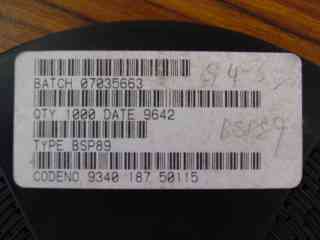 BATCH 07035663
QTY 1000 DATE 9642
BSP89
TYPE BSP89
CODENO 9340 187 50115